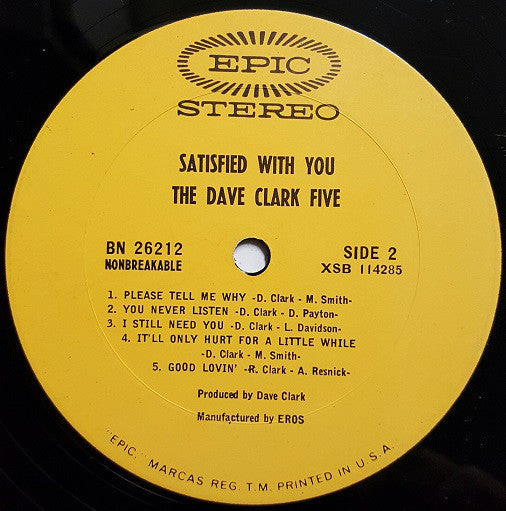 EPIC
STEREO
SATISFIED WITH YOU
THE DAVE CLARK FIVE
BN 26212
NONBREAKABLE
SIDE 2
XSB 114285
1. PLEASE TELL ME WHY -D. Clark - M. Smith-
2. YOU NEVER LISTEN -D. Clark - D. Payton-
3. I STILL NEED YOU -D. Clark - L. Davidson-
4. IT'LL ONLY HURT FOR A LITTLE WHILE
-D. Clark - M. Smith-
5. GOOD LOVIN' -R. Clark - A. Resnick-
Produced by Dave Clark
Manufactured by EROS
"EPIC," MARCAS REG. T.M. PRINTED IN U.S.A.